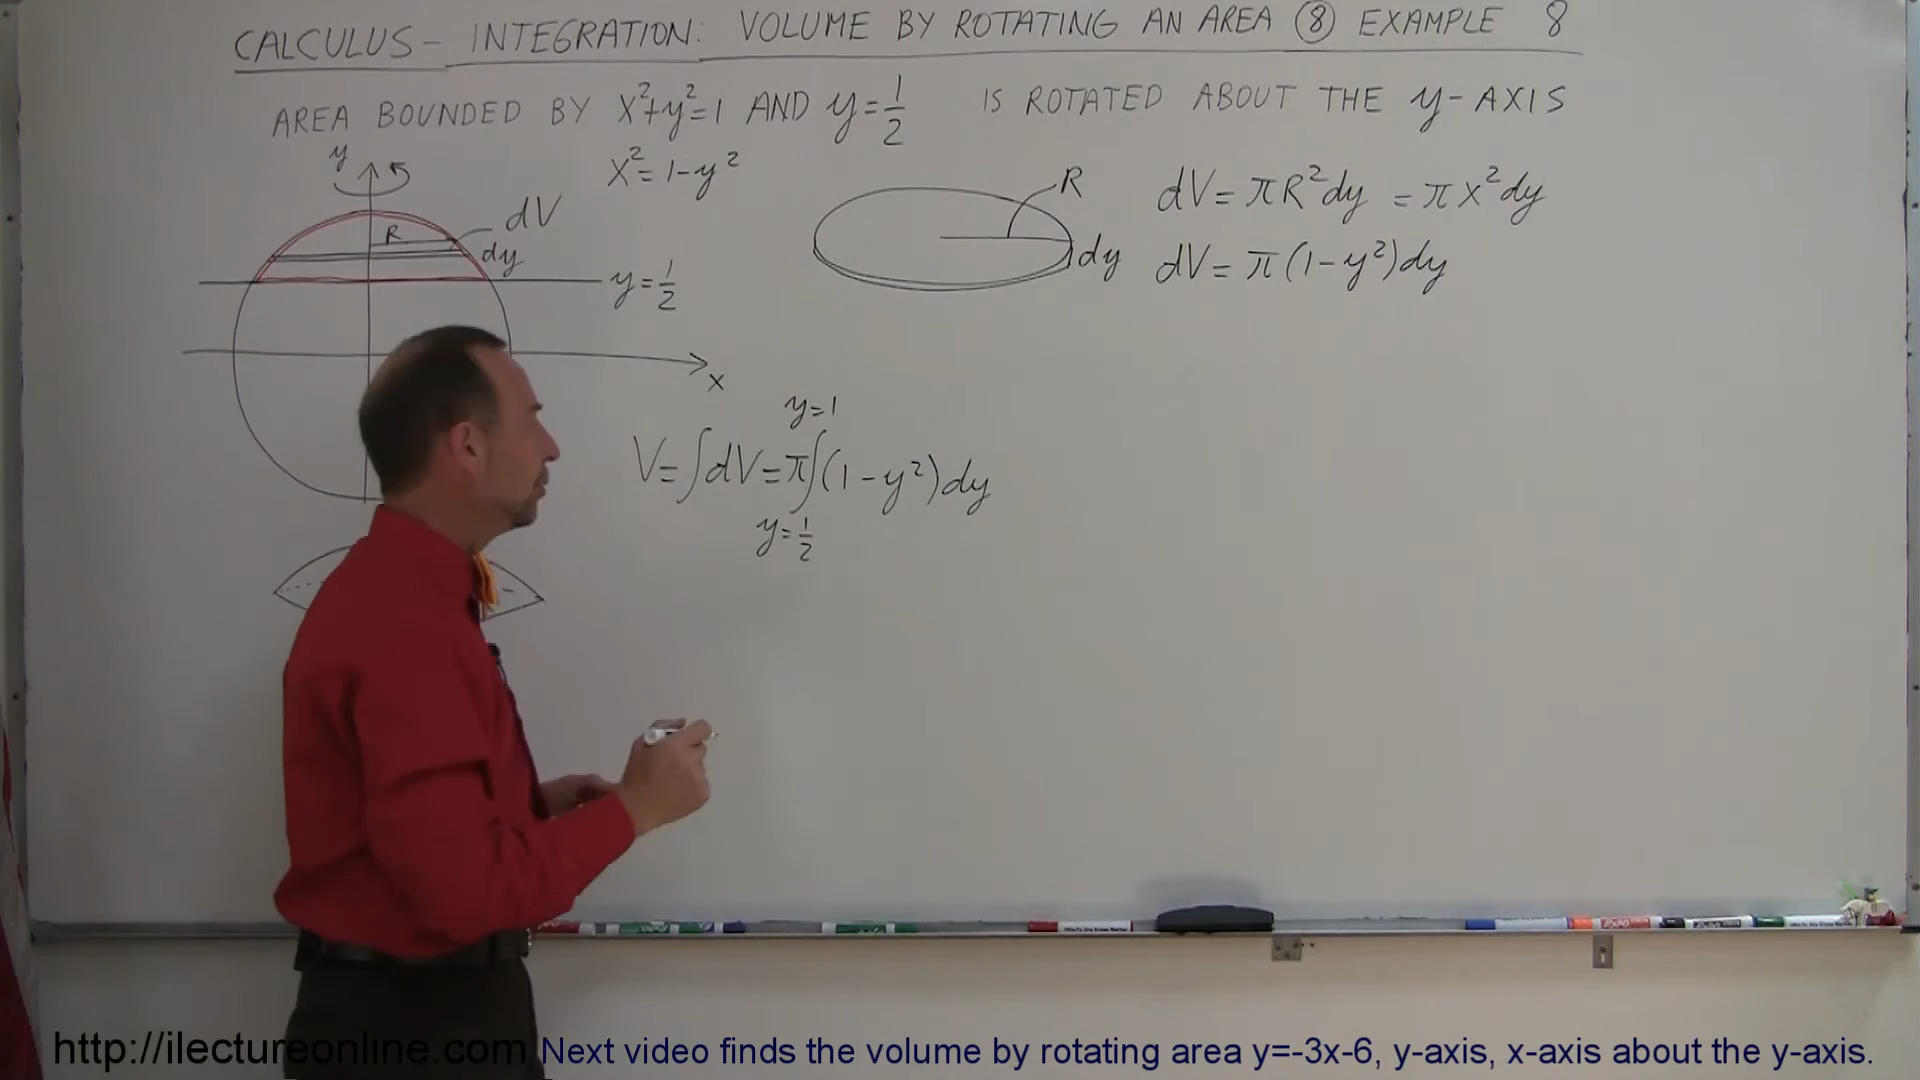 CALCULUS - INTEGRATION: VOLUME BY ROTATING AN AREA ⑧ EXAMPLE 8
AREA BOUNDED BY x²+y²=1 AND y=1/2 IS ROTATED ABOUT THE y-AXIS
y
x²=1-y²
R
dV=πR²dy =πx²dy
dV
R
dy
dy
dV=π(1-y²)dy
y=1/2
x
y=1
V=∫dV=π∫(1-y²)dy
y=1/2
http://ilectureonline.com Next video finds the volume by rotating area y=-3x-6, y-axis, x-axis about the y-axis.